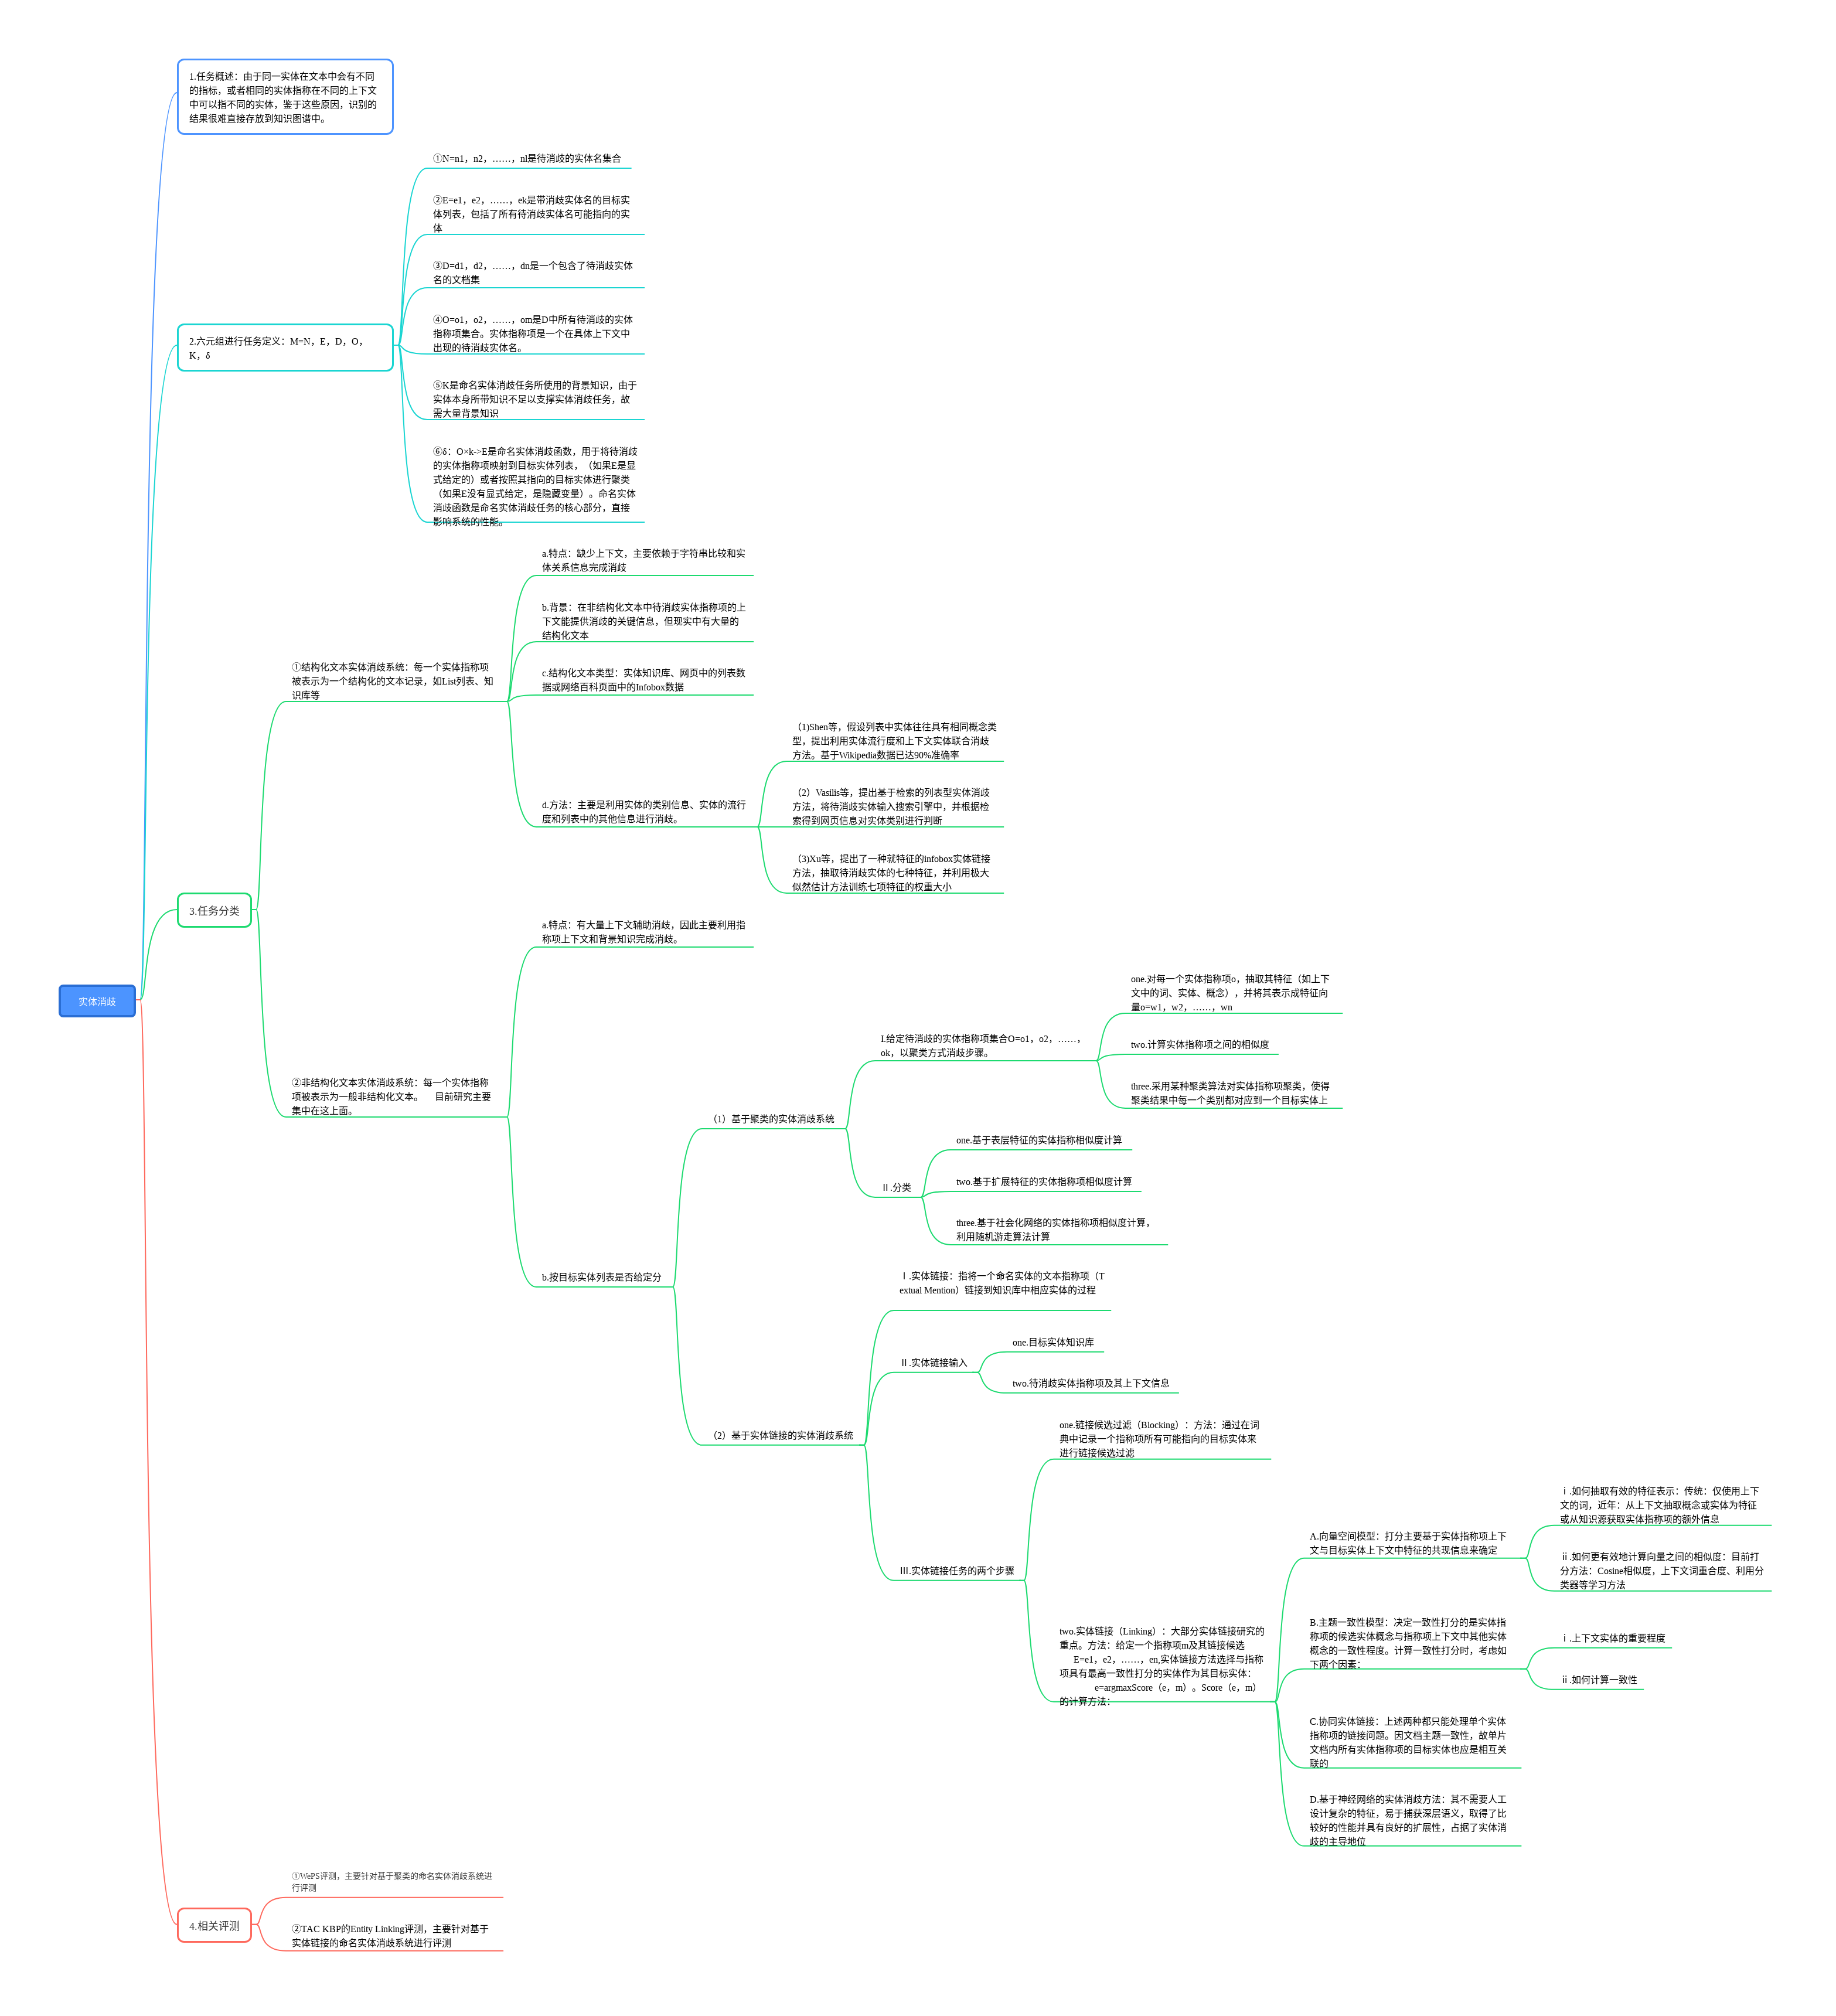 1.任务概述：由于同一实体在文本中会有不同
的指标，或者相同的实体指称在不同的上下文
中可以指不同的实体，鉴于这些原因，识别的
结果很难直接存放到知识图谱中。
①N=n1，n2，……，nl是待消歧的实体名集合
②E=e1，e2，……，ek是带消歧实体名的目标实
体列表，包括了所有待消歧实体名可能指向的实
体
③D=d1，d2，……，dn是一个包含了待消歧实体
名的文档集
④O=o1，o2，……，om是D中所有待消歧的实体
指称项集合。实体指称项是一个在具体上下文中
出现的待消歧实体名。
2.六元组进行任务定义：M=N，E，D，O，
K，δ
⑤K是命名实体消歧任务所使用的背景知识，由于
实体本身所带知识不足以支撑实体消歧任务，故
需大量背景知识
⑥δ：O×k->E是命名实体消歧函数，用于将待消歧
的实体指称项映射到目标实体列表，（如果E是显
式给定的）或者按照其指向的目标实体进行聚类
（如果E没有显式给定，是隐藏变量）。命名实体
消歧函数是命名实体消歧任务的核心部分，直接
影响系统的性能。
a.特点：缺少上下文，主要依赖于字符串比较和实
体关系信息完成消歧
b.背景：在非结构化文本中待消歧实体指称项的上
下文能提供消歧的关键信息，但现实中有大量的
结构化文本
①结构化文本实体消歧系统：每一个实体指称项
被表示为一个结构化的文本记录，如List列表、知
识库等
c.结构化文本类型：实体知识库、网页中的列表数
据或网络百科页面中的Infobox数据
（1)Shen等，假设列表中实体往往具有相同概念类
型，提出利用实体流行度和上下文实体联合消歧
方法。基于Wikipedia数据已达90%准确率
d.方法：主要是利用实体的类别信息、实体的流行
度和列表中的其他信息进行消歧。
（2）Vasilis等，提出基于检索的列表型实体消歧
方法，将待消歧实体输入搜索引擎中，并根据检
索得到网页信息对实体类别进行判断
（3)Xu等，提出了一种就特征的infobox实体链接
方法，抽取待消歧实体的七种特征，并利用极大
似然估计方法训练七项特征的权重大小
3.任务分类
a.特点：有大量上下文辅助消歧，因此主要利用指
称项上下文和背景知识完成消歧。
实体消歧
one.对每一个实体指称项o，抽取其特征（如上下
文中的词、实体、概念），并将其表示成特征向
量o=w1，w2，……，wn
I.给定待消歧的实体指称项集合O=o1，o2，……，
ok，以聚类方式消歧步骤。
two.计算实体指称项之间的相似度
three.采用某种聚类算法对实体指称项聚类，使得
聚类结果中每一个类别都对应到一个目标实体上
②非结构化文本实体消歧系统：每一个实体指称
项被表示为一般非结构化文本。 目前研究主要
集中在这上面。
（1）基于聚类的实体消歧系统
one.基于表层特征的实体指称相似度计算
Ⅱ.分类
two.基于扩展特征的实体指称项相似度计算
three.基于社会化网络的实体指称项相似度计算，
利用随机游走算法计算
b.按目标实体列表是否给定分
Ⅰ.实体链接：指将一个命名实体的文本指称项（T
extual Mention）链接到知识库中相应实体的过程
Ⅱ.实体链接输入
one.目标实体知识库
two.待消歧实体指称项及其上下文信息
（2）基于实体链接的实体消歧系统
one.链接候选过滤（Blocking）：方法：通过在词
典中记录一个指称项所有可能指向的目标实体来
进行链接候选过滤
Ⅲ.实体链接任务的两个步骤
two.实体链接（Linking）：大部分实体链接研究的
重点。方法：给定一个指称项m及其链接候选
E=e1，e2，……，en,实体链接方法选择与指称
项具有最高一致性打分的实体作为其目标实体：
e=argmaxScore（e，m）。Score（e，m）
的计算方法：
A.向量空间模型：打分主要基于实体指称项上下
文与目标实体上下文中特征的共现信息来确定
ⅰ.如何抽取有效的特征表示：传统：仅使用上下
文的词，近年：从上下文抽取概念或实体为特征
或从知识源获取实体指称项的额外信息
ⅱ.如何更有效地计算向量之间的相似度：目前打
分方法：Cosine相似度，上下文词重合度、利用分
类器等学习方法
B.主题一致性模型：决定一致性打分的是实体指
称项的候选实体概念与指称项上下文中其他实体
概念的一致性程度。计算一致性打分时，考虑如
下两个因素：
ⅰ.上下文实体的重要程度
ⅱ.如何计算一致性
C.协同实体链接：上述两种都只能处理单个实体
指称项的链接问题。因文档主题一致性，故单片
文档内所有实体指称项的目标实体也应是相互关
联的
D.基于神经网络的实体消歧方法：其不需要人工
设计复杂的特征，易于捕获深层语义，取得了比
较好的性能并具有良好的扩展性，占据了实体消
歧的主导地位
4.相关评测
①WePS评测，主要针对基于聚类的命名实体消歧系统进
行评测
②TAC KBP的Entity Linking评测，主要针对基于
实体链接的命名实体消歧系统进行评测